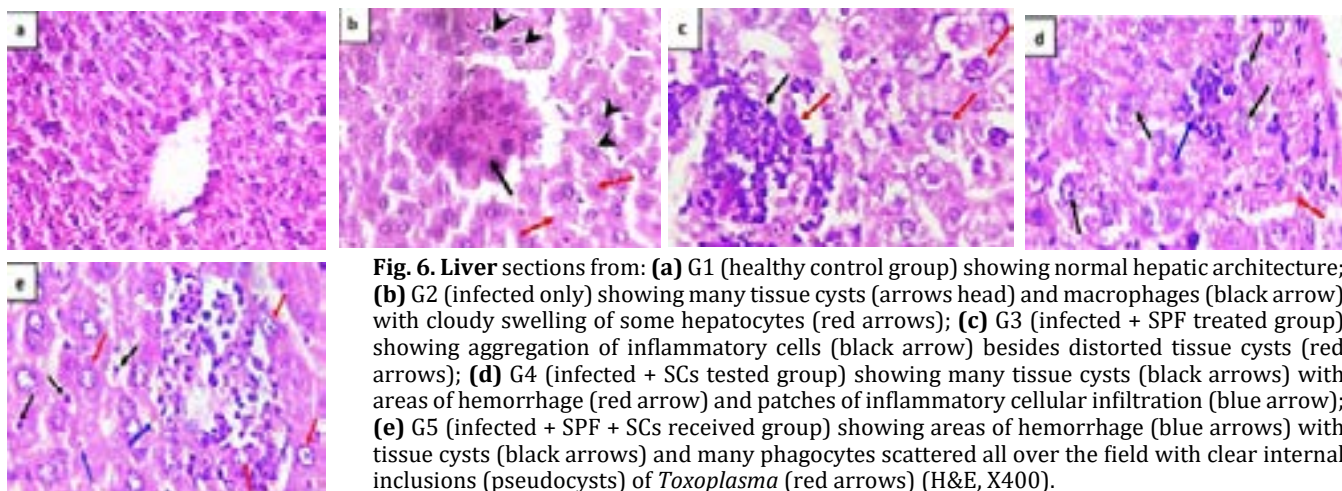 a
b
c
d
e
Fig. 6. Liver sections from: (a) G1 (healthy control group) showing normal hepatic architecture;
(b) G2 (infected only) showing many tissue cysts (arrows head) and macrophages (black arrow)
with cloudy swelling of some hepatocytes (red arrows); (c) G3 (infected + SPF treated group)
showing aggregation of inflammatory cells (black arrow) besides distorted tissue cysts (red
arrows); (d) G4 (infected + SCs tested group) showing many tissue cysts (black arrows) with
areas of hemorrhage (red arrow) and patches of inflammatory cellular infiltration (blue arrow);
(e) G5 (infected + SPF + SCs received group) showing areas of hemorrhage (blue arrows) with
tissue cysts (black arrows) and many phagocytes scattered all over the field with clear internal
inclusions (pseudocysts) of Toxoplasma (red arrows) (H&E, X400).